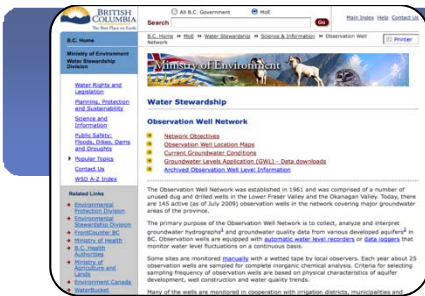 BRITISH
COLUMBIA
The Best Place on Earth
All B.C. Government
MoE
Search
Go
Main Index Help Contact Us
B.C. Home
Ministry of Environment
Water Stewardship
Division
Water Rights and
Legislation
Planning, Protection
and Sustainability
Science and
Information
Public Safety:
Floods, Dikes, Dams
and Droughts
Popular Topics
Contact Us
WSD A-Z Index
Related Links
Environmental
Protection Division
Environmental
Stewardship Division
FrontCounter BC
Ministry of Health
B.C. Health
Authorities
Ministry of
Agriculture and
Lands
Environment Canada
WaterBucket
B.C. Home » MoE » Water Stewardship » Science & Information » Observation Well
Network
Printer
Ministry of Environment
Water Stewardship
Observation Well Network
Network Objectives
Observation Well Location Maps
Current Groundwater Conditions
Groundwater Levels Application (GWL) - Data downloads
Archived Observation Well Level Information
The Observation Well Network was established in 1961 and was comprised of a number of
unused dug and drilled wells in the Lower Fraser Valley and the Okanagan Valley. Today, there
are 145 active (as of July 2009) observation wells in the network covering major groundwater
areas of the province.
The primary purpose of the Observation Well Network is to collect, analyze and interpret
groundwater hydrographs1 and groundwater quality data from various developed aquifers2 in
BC. Observation wells are equipped with automatic water level recorders or data loggers that
monitor water level fluctuations on a continuous basis.
Some sites are monitored manually with a wetted tape by local observers. Each year about 25
observation wells are sampled for complete inorganic chemical analysis. Criteria for selecting
sampling frequency of observation wells are based on physical characteristics of aquifer
development, well construction and water quality trends.
Many of the wells are monitored in cooperation with irrigation districts, municipalities and